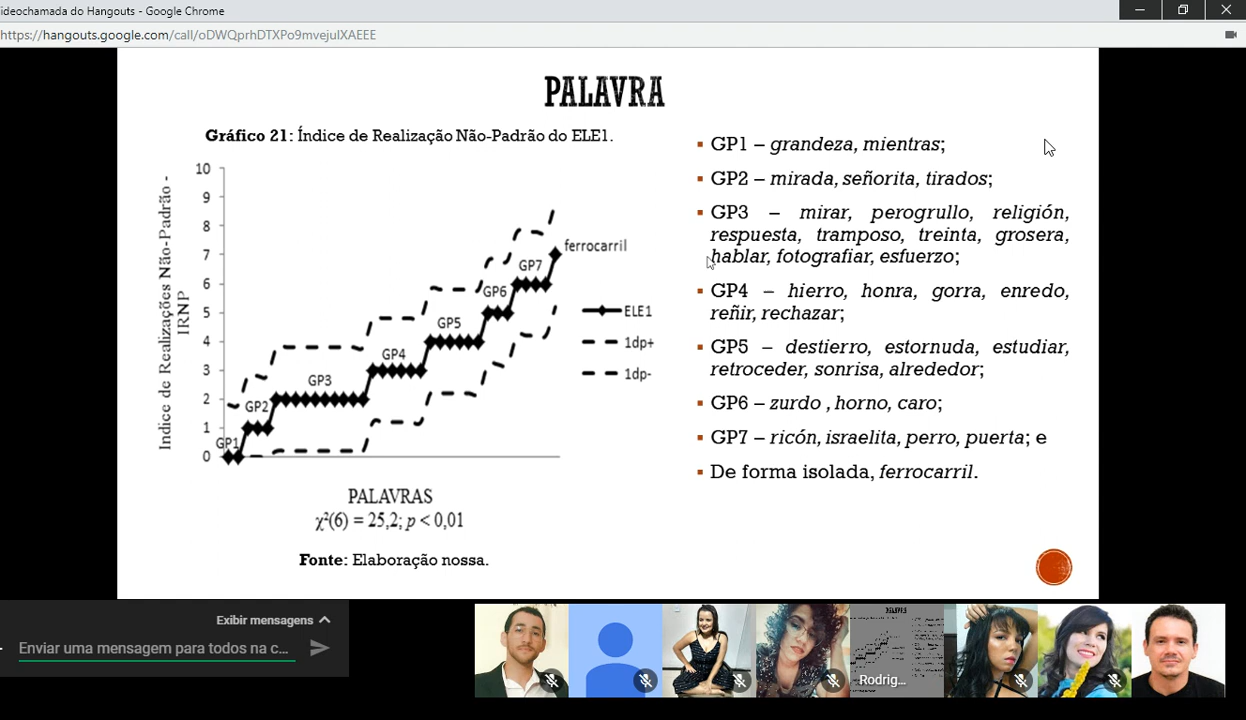 ideochamada do Hangouts - Google Chrome
https://hangouts.google.com/call/oDWQprhDTXPo9mvejuIXAEEE
PALAVRA
Gráfico 21: Índice de Realização Não-Padrão do ELE1.
Indice de Realizações Não-Padrão -
IRNP
10
9
8
7
6
5
4
3
2
1
0
GP1
GP2
GP3
GP4
GP5
GP6
GP7
ferrocarril
ELE1
1dp+
1dp-
PALAVRAS
χ²(6) = 25,2; p < 0,01
Fonte: Elaboração nossa.
▪ GP1 – grandeza, mientras;
▪ GP2 – mirada, señorita, tirados;
▪ GP3 – mirar, perogrullo, religión,
respuesta, tramposo, treinta, grosera,
hablar, fotografiar, esfuerzo;
▪ GP4 – hierro, honra, gorra, enredo,
reñir, rechazar;
▪ GP5 – destierro, estornuda, estudiar,
retroceder, sonrisa, alrededor;
▪ GP6 – zurdo , horno, caro;
▪ GP7 – ricón, israelita, perro, puerta; e
▪ De forma isolada, ferrocarril.
Exibir mensagens
Enviar uma mensagem para todos na c...
Rodrig...